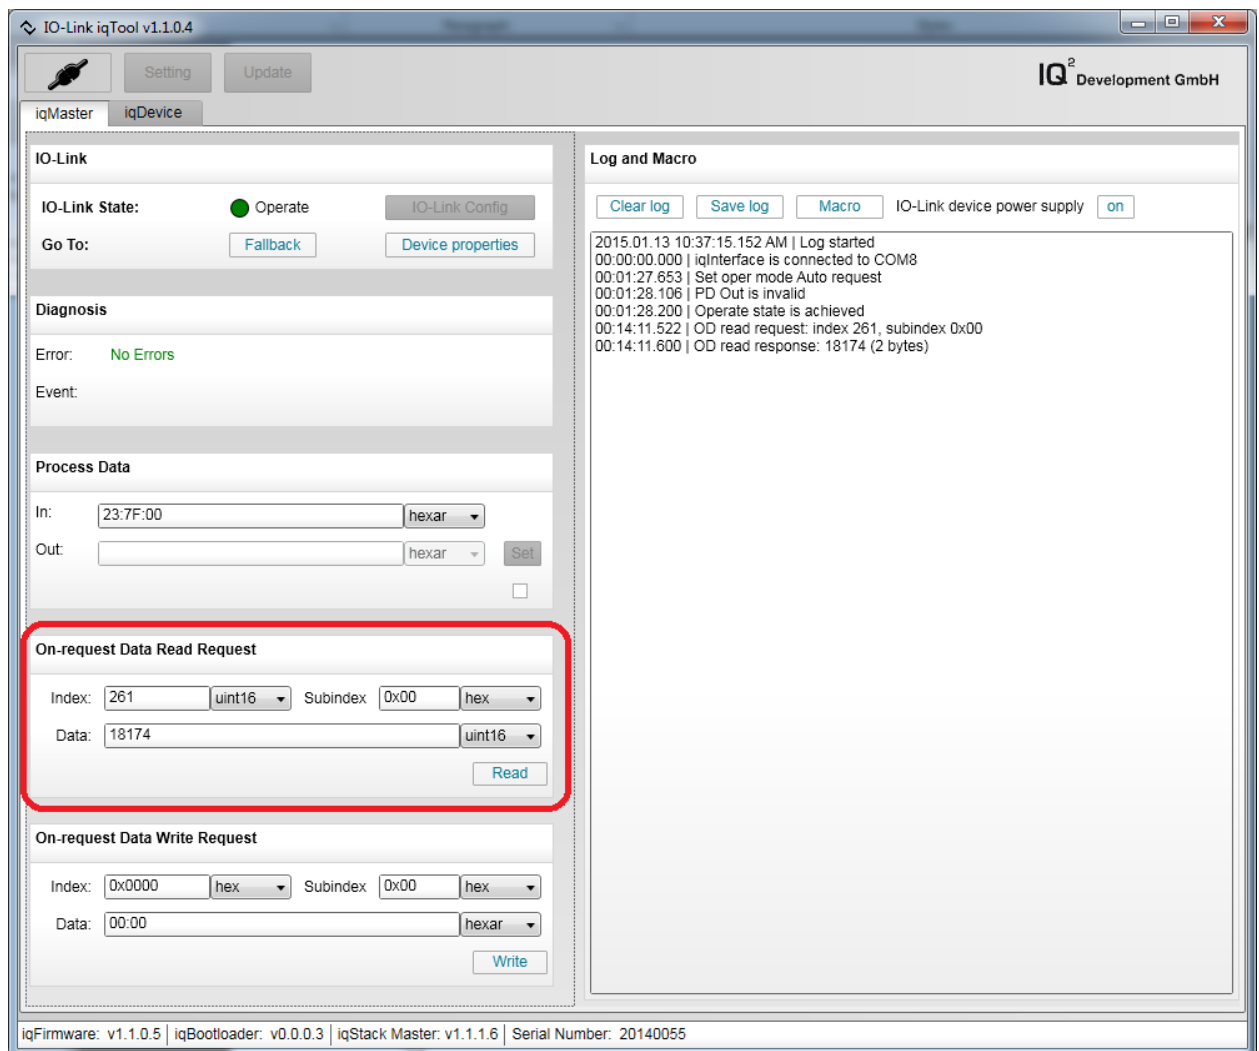 IO-Link iqTool v1.1.0.4
Setting Update
IQ² Development GmbH
iqMaster iqDevice
IO-Link
IO-Link State: Operate IO-Link Config
Go To: Fallback Device properties
Diagnosis
Error: No Errors
Event:
Process Data
In: 23:7F:00 hexar
Out: hexar Set
On-request Data Read Request
Index: 261 uint16 Subindex 0x00 hex
Data: 18174 uint16
Read
On-request Data Write Request
Index: 0x0000 hex Subindex 0x00 hex
Data: 00:00 hexar
Write
Log and Macro
Clear log Save log Macro IO-Link device power supply on
2015.01.13 10:37:15.152 AM | Log started
00:00:00.000 | iqInterface is connected to COM8
00:01:27.653 | Set oper mode Auto request
00:01:28.106 | PD Out is invalid
00:01:28.200 | Operate state is achieved
00:14:11.522 | OD read request: index 261, subindex 0x00
00:14:11.600 | OD read response: 18174 (2 bytes)
iqFirmware: v1.1.0.5 | iqBootloader: v0.0.0.3 | iqStack Master: v1.1.1.6 | Serial Number: 20140055